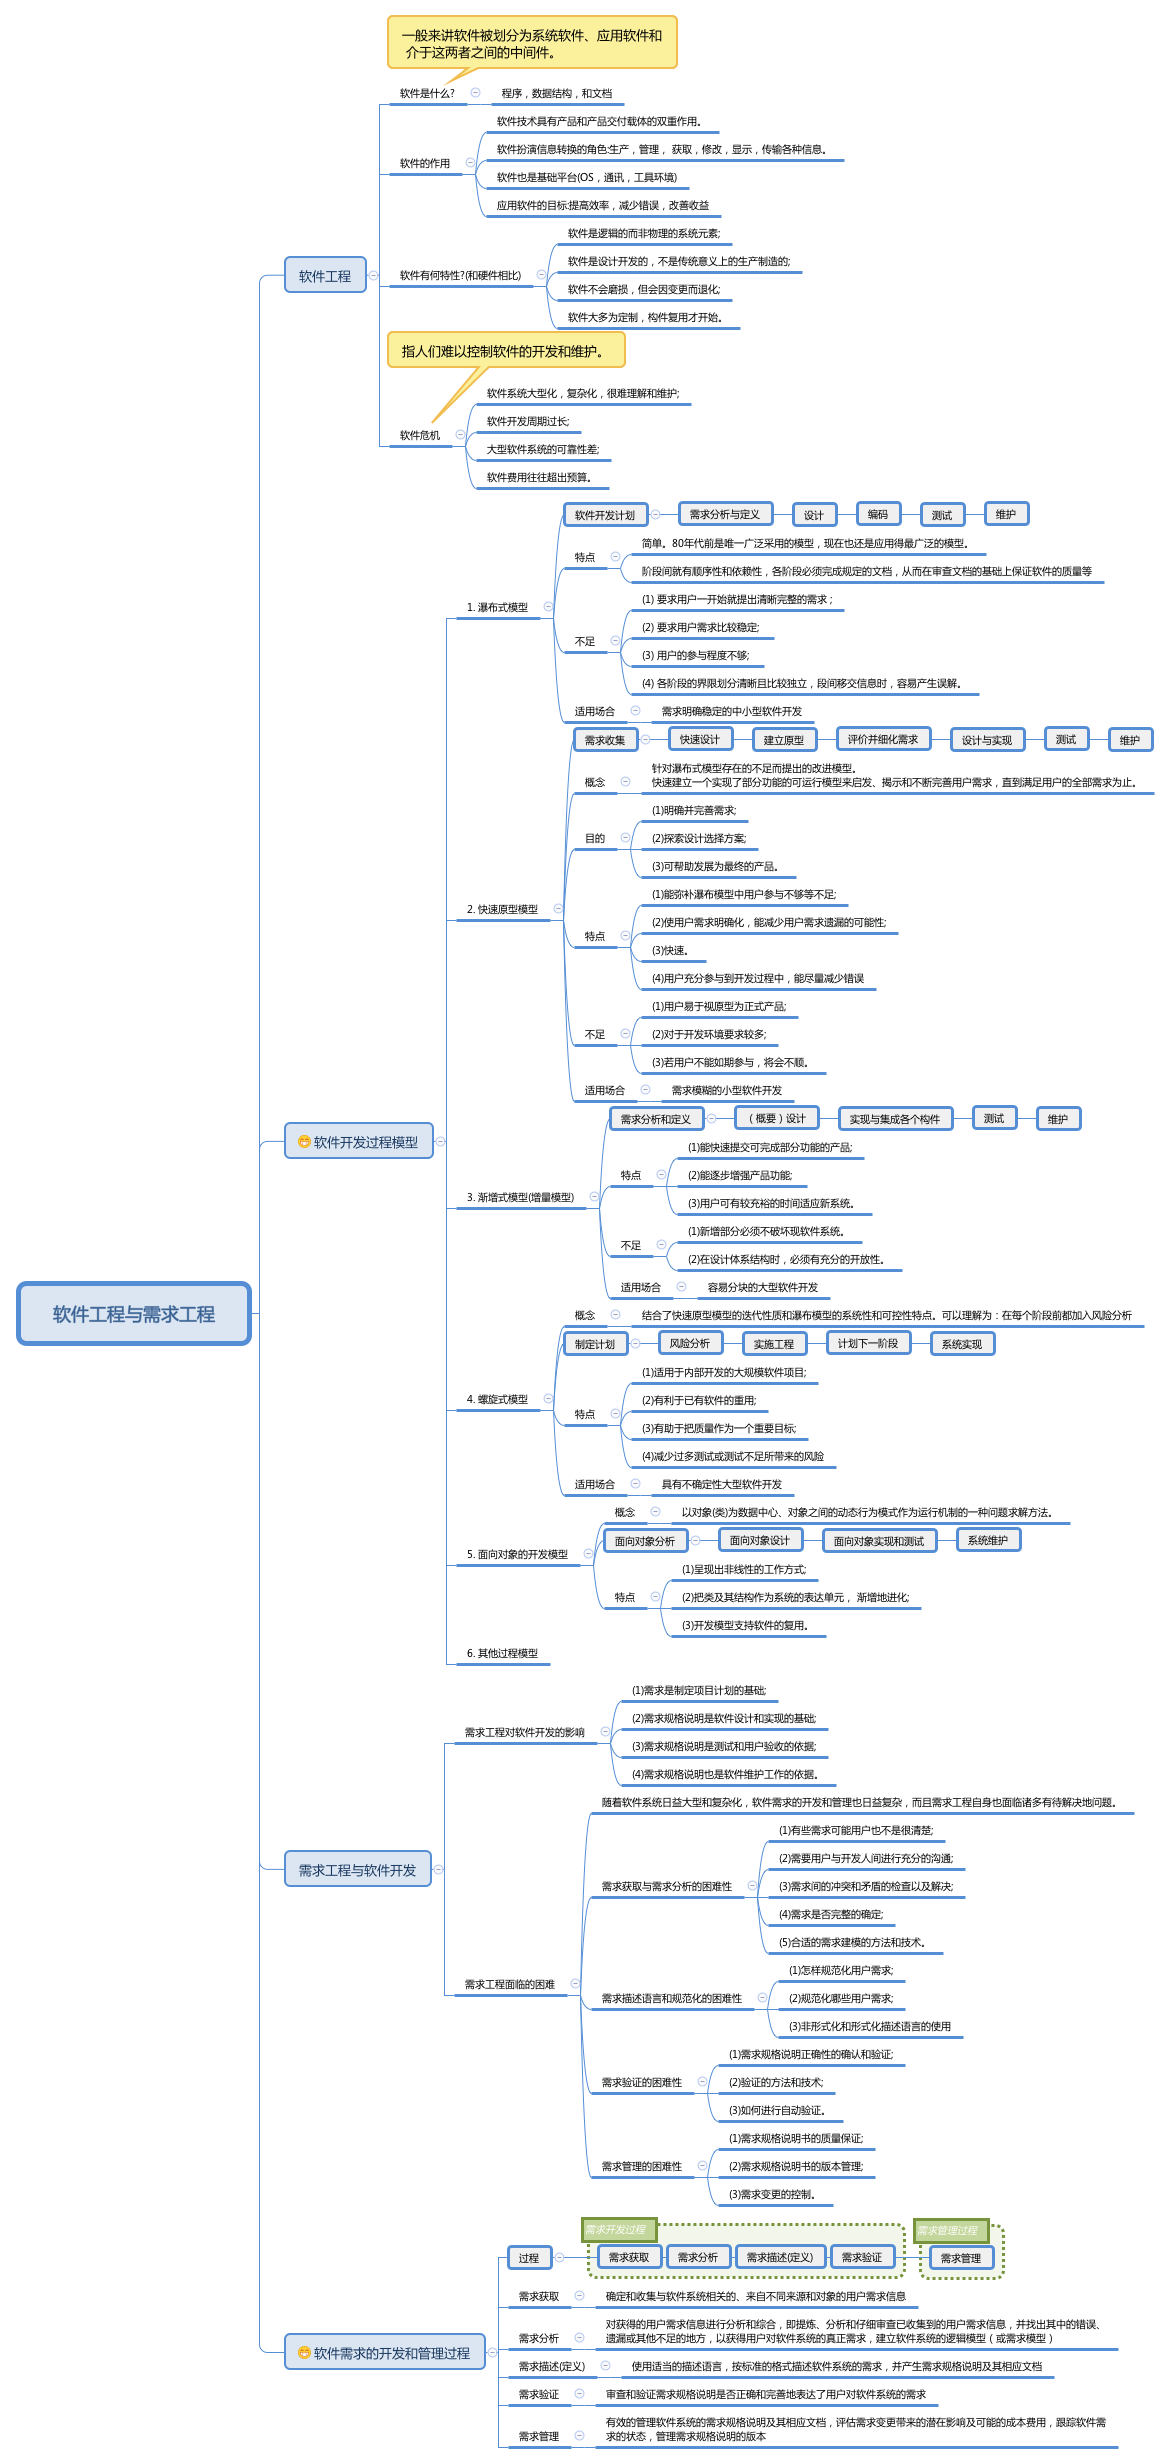 一般来讲软件被划分为系统软件、应用软件和
介于这两者之间的中间件。
软件是什么?
程序，数据结构，和文档
软件技术具有产品和产品交付载体的双重作用。
软件扮演信息转换的角色:生产，管理， 获取，修改，显示，传输各种信息。
软件的作用
软件也是基础平台(OS，通讯，工具环境)
应用软件的目标:提高效率，减少错误，改善收益
软件工程
软件是逻辑的而非物理的系统元素;
软件是设计开发的，不是传统意义上的生产制造的;
软件有何特性?(和硬件相比)
软件不会磨损，但会因变更而退化;
软件大多为定制，构件复用才开始。
指人们难以控制软件的开发和维护。
软件系统大型化，复杂化，很难理解和维护;
软件开发周期过长;
软件危机
大型软件系统的可靠性差;
软件费用往往超出预算。
软件开发计划 需求分析与定义 设计 编码 测试 维护
简单。80年代前是唯一广泛采用的模型，现在也还是应用得最广泛的模型。
特点
阶段间就有顺序性和依赖性，各阶段必须完成规定的文档，从而在审查文档的基础上保证软件的质量等
1. 瀑布式模型
(1) 要求用户一开始就提出清晰完整的需求；
(2) 要求用户需求比较稳定;
不足
(3) 用户的参与程度不够;
(4) 各阶段的界限划分清晰且比较独立，段间移交信息时，容易产生误解。
适用场合
需求明确稳定的中小型软件开发
需求收集 快速设计 建立原型 评价并细化需求 设计与实现 测试 维护
概念
针对瀑布式模型存在的不足而提出的改进模型。
快速建立一个实现了部分功能的可运行模型来启发、揭示和不断完善用户需求，直到满足用户的全部需求为止。
(1)明确并完善需求;
目的
(2)探索设计选择方案;
(3)可帮助发展为最终的产品。
2. 快速原型模型
(1)能弥补瀑布模型中用户参与不够等不足;
(2)使用户需求明确化，能减少用户需求遗漏的可能性;
特点
(3)快速。
(4)用户充分参与到开发过程中，能尽量减少错误
(1)用户易于视原型为正式产品;
不足
(2)对于开发环境要求较多;
(3)若用户不能如期参与，将会不顺。
适用场合
需求模糊的小型软件开发
软件开发过程模型
需求分析和定义 （概要）设计 实现与集成各个构件 测试 维护
(1)能快速提交可完成部分功能的产品;
特点
(2)能逐步增强产品功能;
(3)用户可有较充裕的时间适应新系统。
3. 渐增式模型(增量模型)
(1)新增部分必须不破坏现软件系统。
不足
(2)在设计体系结构时，必须有充分的开放性。
适用场合
容易分块的大型软件开发
软件工程与需求工程
概念
结合了快速原型模型的迭代性质和瀑布模型的系统性和可控性特点。可以理解为：在每个阶段前都加入风险分析
制定计划 风险分析 实施工程 计划下一阶段 系统实现
4. 螺旋式模型
(1)适用于内部开发的大规模软件项目;
(2)有利于已有软件的重用;
特点
(3)有助于把质量作为一个重要目标;
(4)减少过多测试或测试不足所带来的风险
适用场合
具有不确定性大型软件开发
概念
以对象(类)为数据中心、对象之间的动态行为模式作为运行机制的一种问题求解方法。
面向对象分析 面向对象设计 面向对象实现和测试 系统维护
5. 面向对象的开发模型
(1)呈现出非线性的工作方式;
特点
(2)把类及其结构作为系统的表达单元， 渐增地进化;
(3)开发模型支持软件的复用。
6. 其他过程模型
(1)需求是制定项目计划的基础;
(2)需求规格说明是软件设计和实现的基础;
需求工程对软件开发的影响
(3)需求规格说明是测试和用户验收的依据;
(4)需求规格说明也是软件维护工作的依据。
需求工程与软件开发
随着软件系统日益大型和复杂化，软件需求的开发和管理也日益复杂，而且需求工程自身也面临诸多有待解决地问题。
(1)有些需求可能用户也不是很清楚;
(2)需要用户与开发人间进行充分的沟通;
需求获取与需求分析的困难性
(3)需求间的冲突和矛盾的检查以及解决;
(4)需求是否完整的确定;
(5)合适的需求建模的方法和技术。
需求工程面临的困难
(1)怎样规范化用户需求;
需求描述语言和规范化的困难性
(2)规范化哪些用户需求;
(3)非形式化和形式化描述语言的使用
(1)需求规格说明正确性的确认和验证;
需求验证的困难性
(2)验证的方法和技术;
(3)如何进行自动验证。
(1)需求规格说明书的质量保证;
需求管理的困难性
(2)需求规格说明书的版本管理;
(3)需求变更的控制。
需求开发过程 需求管理过程
过程 需求获取 需求分析 需求描述(定义) 需求验证 需求管理
需求获取
确定和收集与软件系统相关的、来自不同来源和对象的用户需求信息
软件需求的开发和管理过程
需求分析
对获得的用户需求信息进行分析和综合，即提炼、分析和仔细审查已收集到的用户需求信息，并找出其中的错误、
遗漏或其他不足的地方，以获得用户对软件系统的真正需求，建立软件系统的逻辑模型（或需求模型）
需求描述(定义)
使用适当的描述语言，按标准的格式描述软件系统的需求，并产生需求规格说明及其相应文档
需求验证
审查和验证需求规格说明是否正确和完善地表达了用户对软件系统的需求
需求管理
有效的管理软件系统的需求规格说明及其相应文档，评估需求变更带来的潜在影响及可能的成本费用，跟踪软件需
求的状态，管理需求规格说明的版本